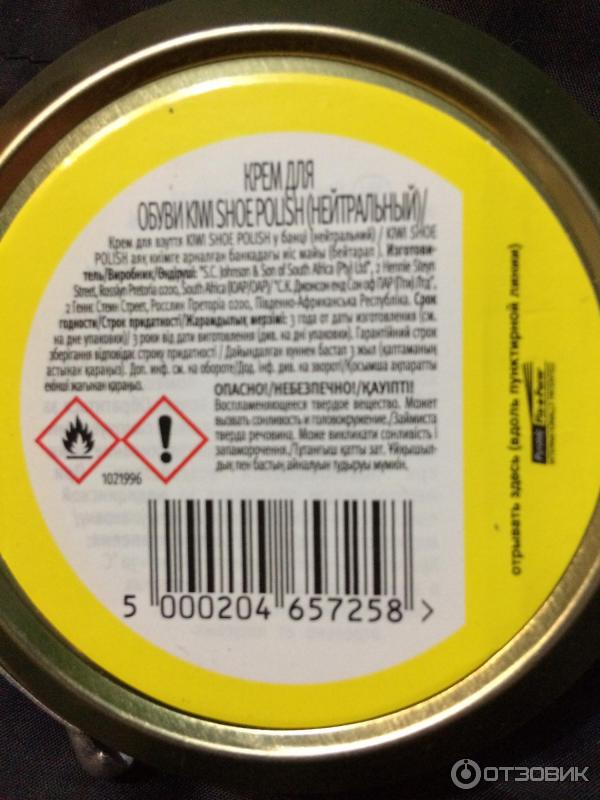 КРЕМ ДЛЯ
ОБУВИ KIWI SHOE POLISH (НЕЙТРАЛЬНЫЙ)/
Крем для взуття KIWI SHOE POLISH у банці (нейтральний) / KIWI SHOE
POLISH аяқ киімге арналған банкадағы иіс майы (бейтарап ). Изготови-
тель/Виробник/Өндіруші: "S.C. Johnson & Son of South Africa (Pty) Ltd", 2 Hennie Steyn
Street, Rosslyn Pretoria 0200, South Africa (ЮАР/ОАР)/ "С.К. Джонсон енд Сон оф ПАР (Пти) Лтд",
2 Генні Стейн Стреет, Росслин Преторіа 0200, Південно-Африканська Республіка. Срок
годности/Строк придатності/Жарамдылық мерзімі: 3 года от даты изготовления (см.
на дне упаковки)/ 3 роки від дати виготовлення (див. на дні упаковки). Гарантійний строк
зберігання відповідає строку придатності / Дайындалған күннен бастап 3 жыл (қаптаманың
астынан қараңыз). Доп. инф. см. на обороте/Дод. інф. див. на звороті/Қосымша ақпаратты
екінші жағынан қараңыз.
ОПАСНО!/НЕБЕЗПЕЧНО!/ҚАУІПТІ!
Воспламеняющееся твердое вещество. Может
вызвать сонливость и головокружение./Займиста
тверда речовина. Може викликати сонливість і
запаморочення./Тұтанғыш қатты зат. Ұйқышыл-
дық пен бастың айналуын тудыруы мүмкін.
1021996
5 000204 657258 >
отрывать здесь (вдоль пунктирной линии)
ОТЗОВИК